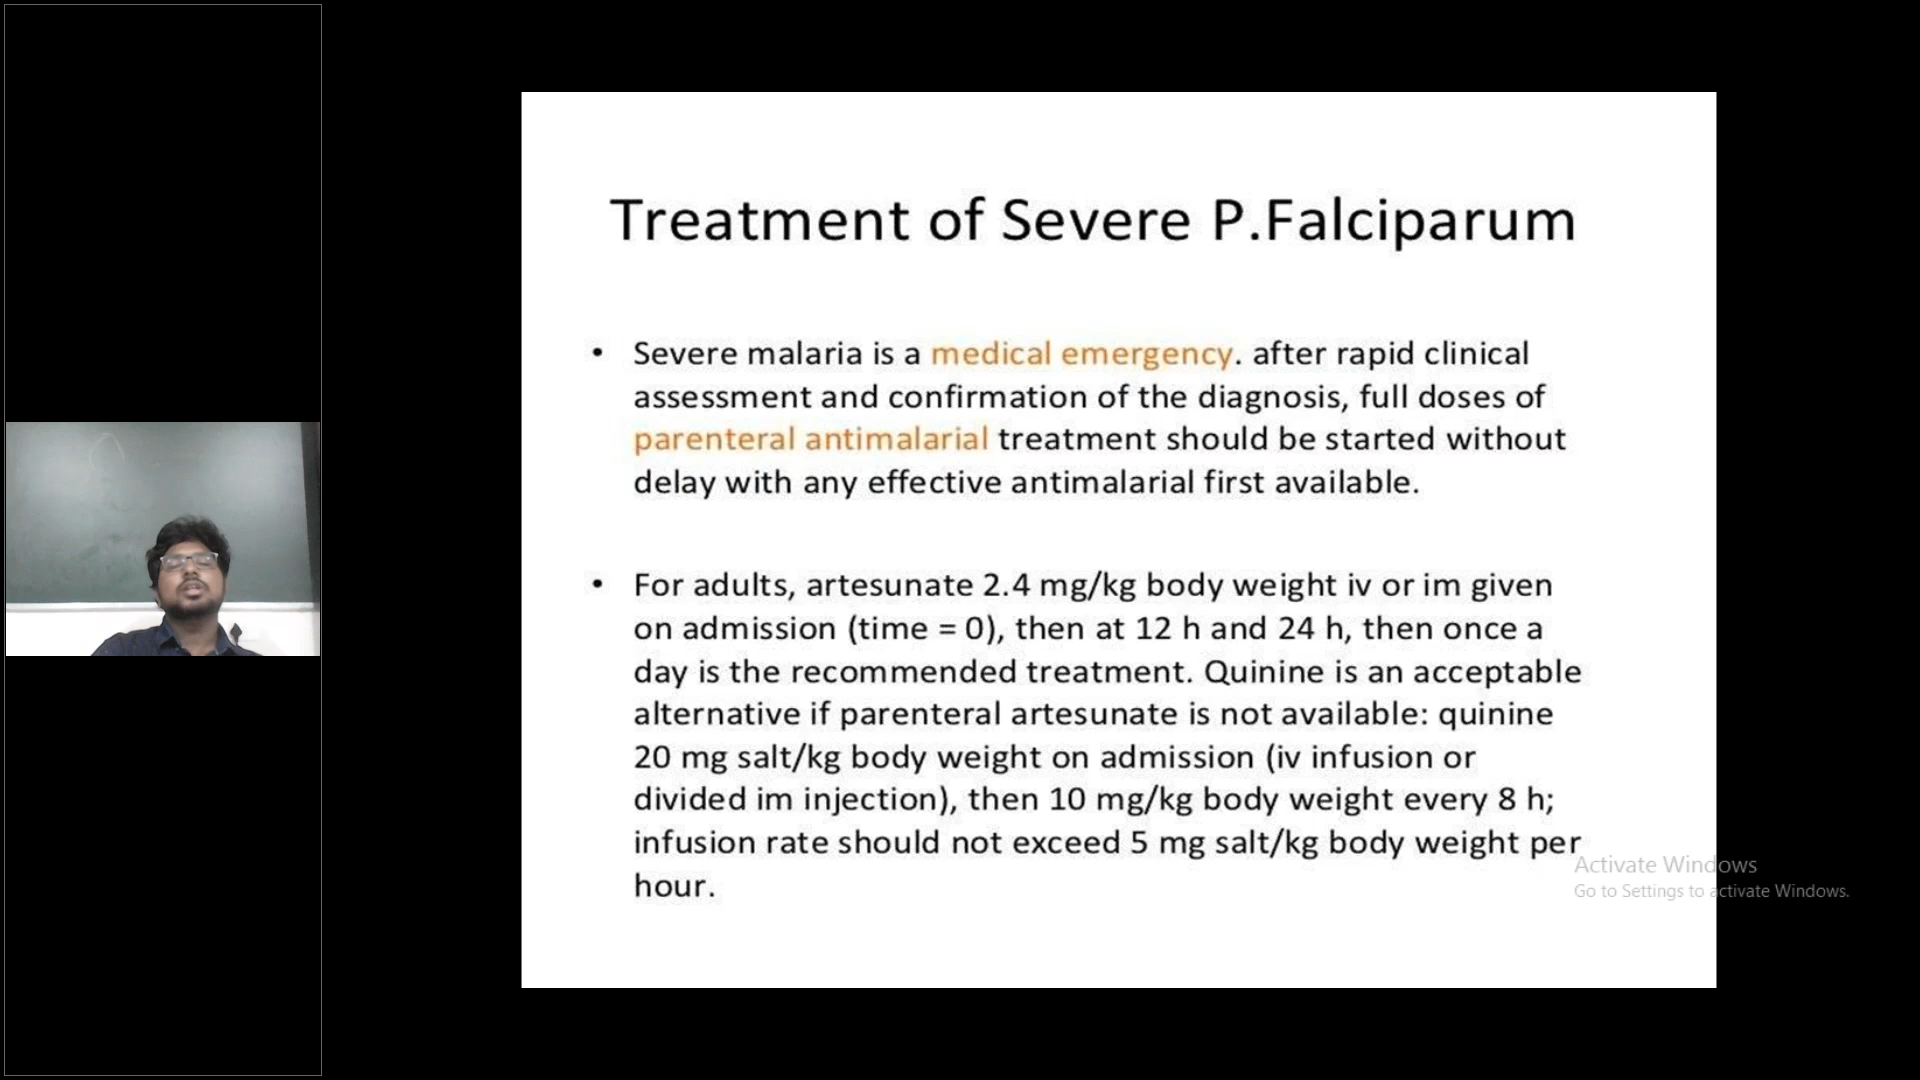 Treatment of Severe P.Falciparum
• Severe malaria is a medical emergency. after rapid clinical
assessment and confirmation of the diagnosis, full doses of
parenteral antimalarial treatment should be started without
delay with any effective antimalarial first available.
• For adults, artesunate 2.4 mg/kg body weight iv or im given
on admission (time = 0), then at 12 h and 24 h, then once a
day is the recommended treatment. Quinine is an acceptable
alternative if parenteral artesunate is not available: quinine
20 mg salt/kg body weight on admission (iv infusion or
divided im injection), then 10 mg/kg body weight every 8 h;
infusion rate should not exceed 5 mg salt/kg body weight per
hour.
Activate Windows
Go to Settings to activate Windows.